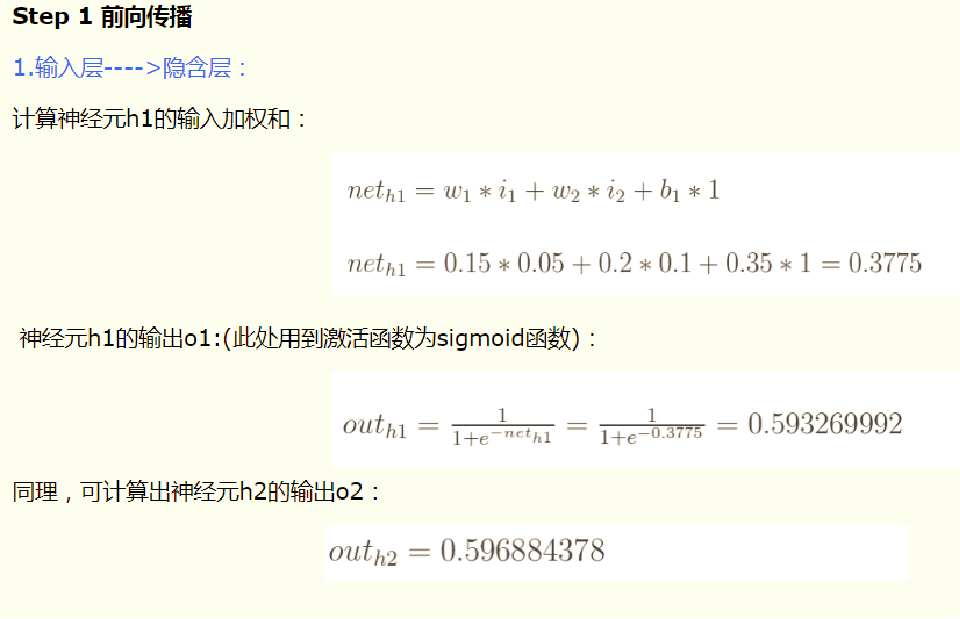 Step 1 前向传播
1.输入层---->隐含层：
计算神经元h1的输入加权和：
net_{h1} = w_1 * i_1 + w_2 * i_2 + b_1 * 1
net_{h1} = 0.15 * 0.05 + 0.2 * 0.1 + 0.35 * 1 = 0.3775
神经元h1的输出o1:(此处用到激活函数为sigmoid函数)：
out_{h1} = \frac{1}{1+e^{-net_{h1}}} = \frac{1}{1+e^{-0.3775}} = 0.593269992
同理，可计算出神经元h2的输出o2：
out_{h2} = 0.596884378